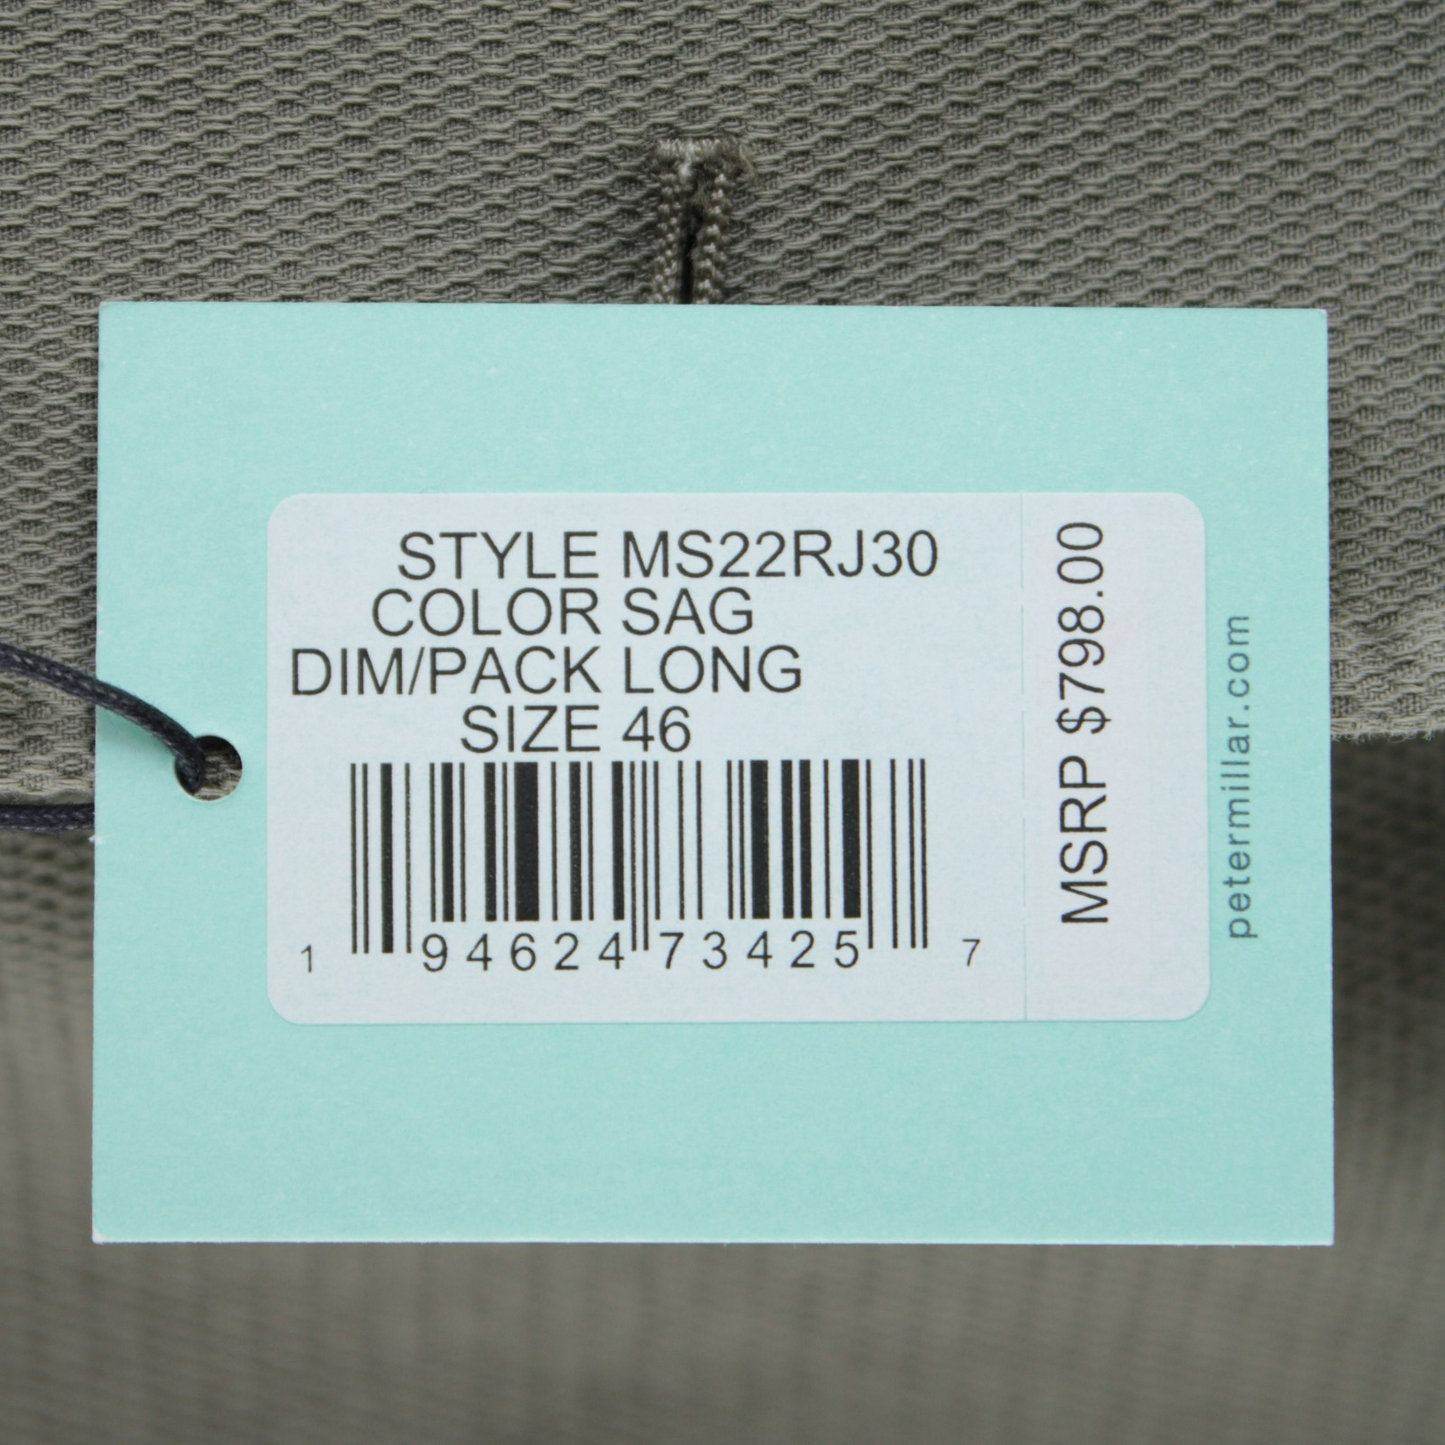 STYLE MS22RJ30
COLOR SAG
DIM/PACK LONG
SIZE 46
1 94624 73425 7
MSRP $798.00
petermillar.com